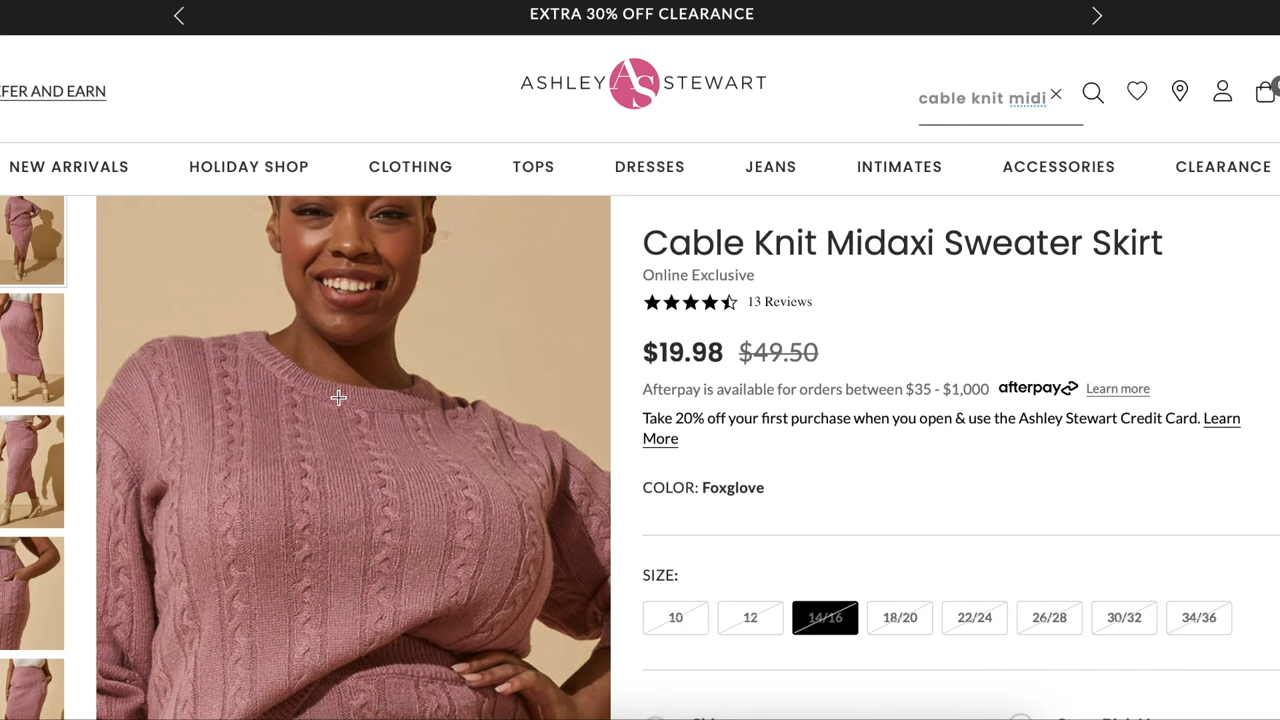 EXTRA 30% OFF CLEARANCE
EFER AND EARN
ASHLEY AS STEWART
cable knit midi
NEW ARRIVALS HOLIDAY SHOP CLOTHING TOPS DRESSES JEANS INTIMATES ACCESSORIES CLEARANCE
Cable Knit Midaxi Sweater Skirt
Online Exclusive
13 Reviews
$19.98 $49.50
Afterpay is available for orders between $35 - $1,000 afterpay Learn more
Take 20% off your first purchase when you open & use the Ashley Stewart Credit Card. Learn
More
COLOR: Foxglove
SIZE:
10 12 14/16 18/20 22/24 26/28 30/32 34/36